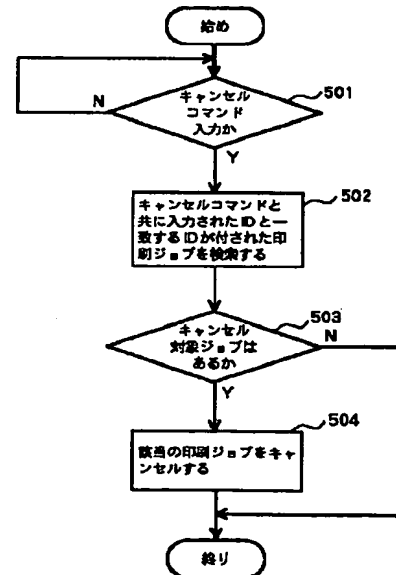 始め
キャンセル
コマンド
入力か
501
N
Y
キャンセルコマンドと
共に入力されたIDと一
致するIDが付された印
刷ジョブを検索する
502
キャンセル
対象ジョブは
あるか
503
N
Y
該当の印刷ジョブをキャ
ンセルする
504
終り